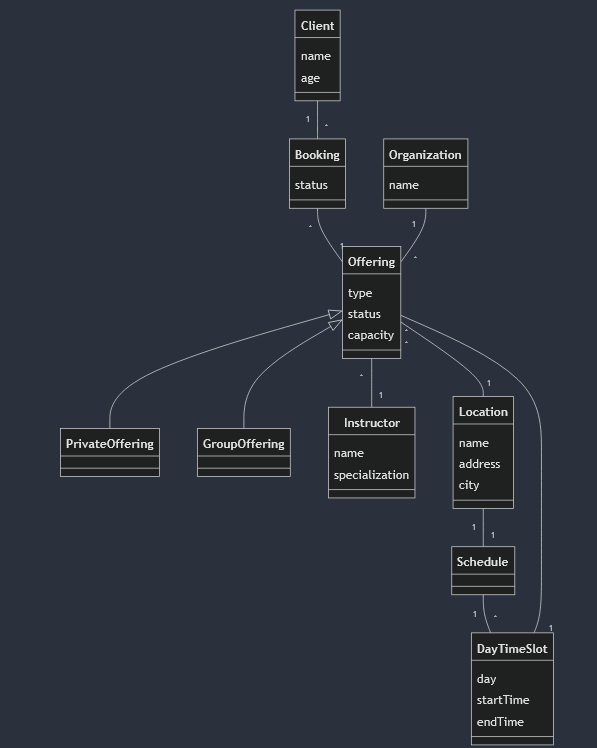 Client
name
age
1
*
Booking
status
Organization
name
*
1
1
*
Offering
type
status
capacity
*
*
*
1
1
PrivateOffering
GroupOffering
Instructor
name
specialization
Location
name
address
city
1
1
Schedule
1
*
1
DayTimeSlot
day
startTime
endTime